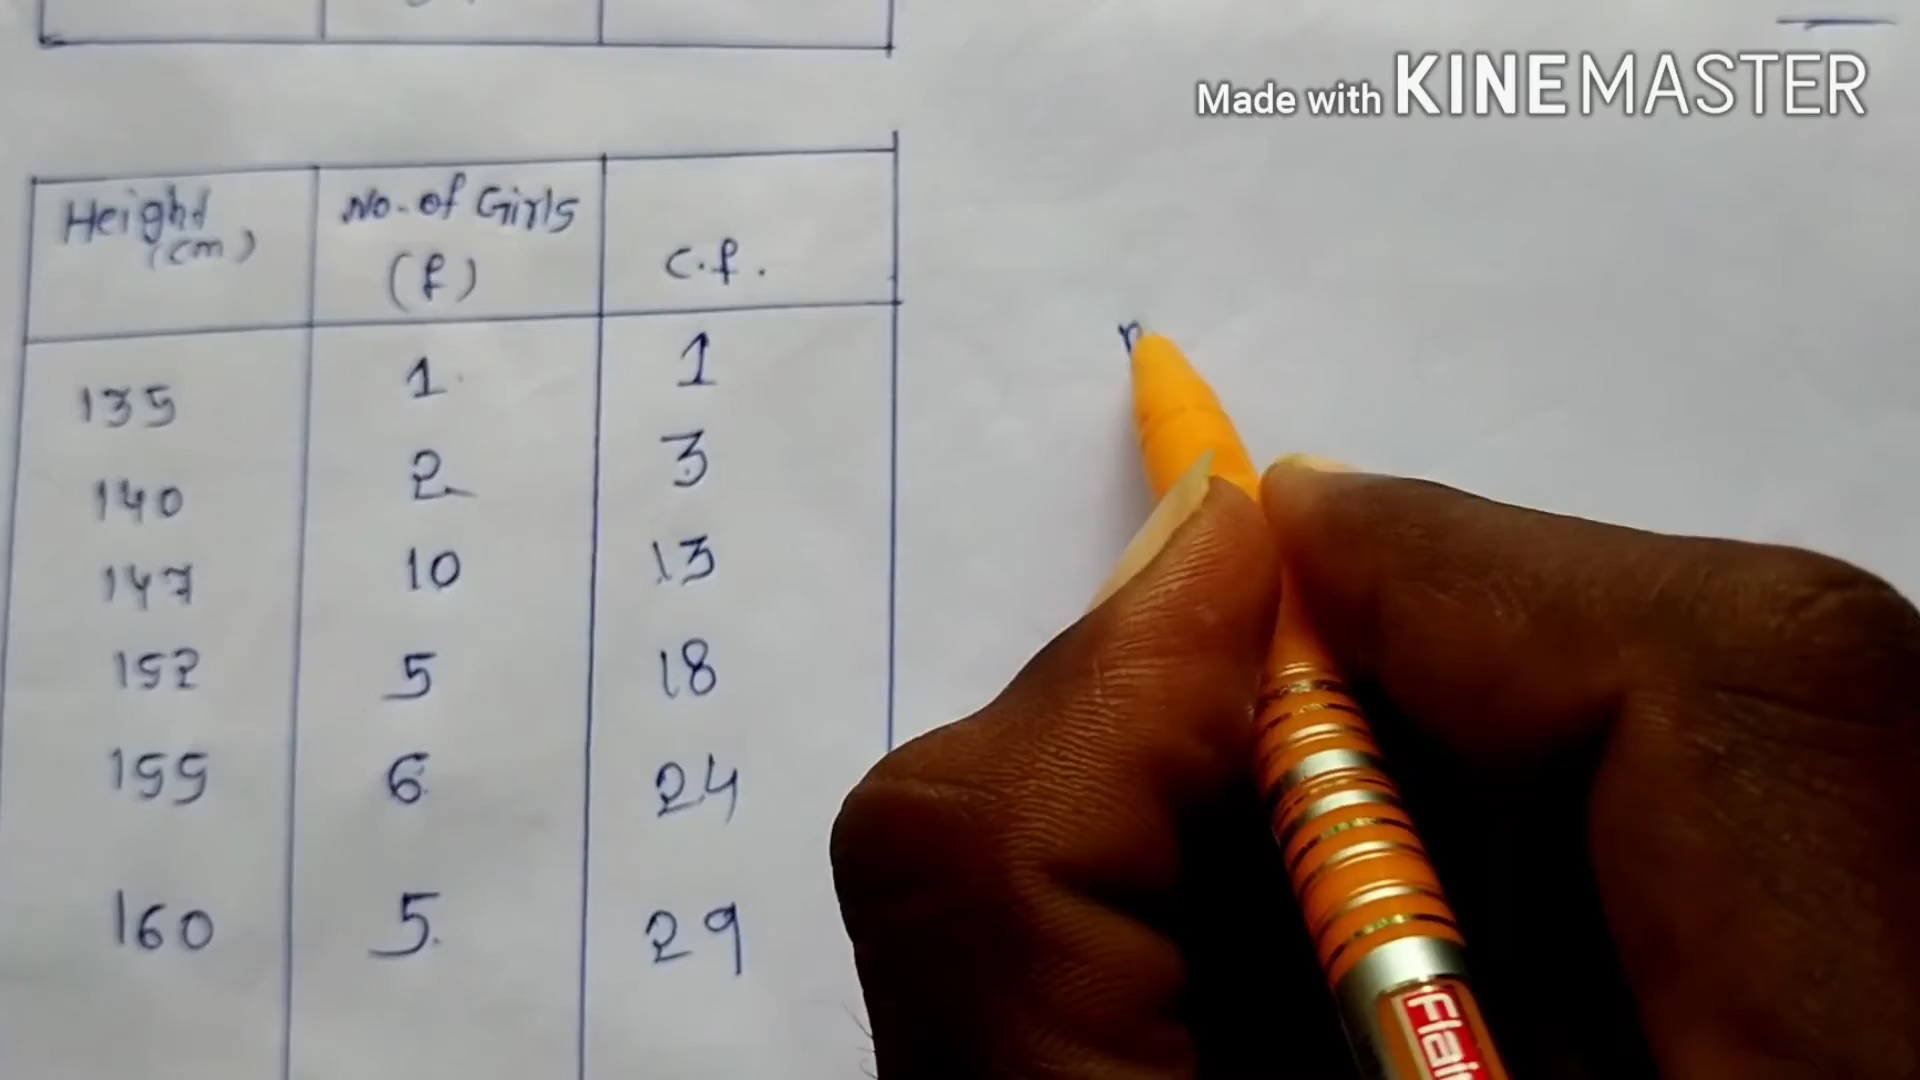 Made with KINEMASTER
Height (cm) No. of Girls (f) c.f.
135 1 1
140 2 3
147 10 13
152 5 18
155 6 24
160 5 29
n
Flair